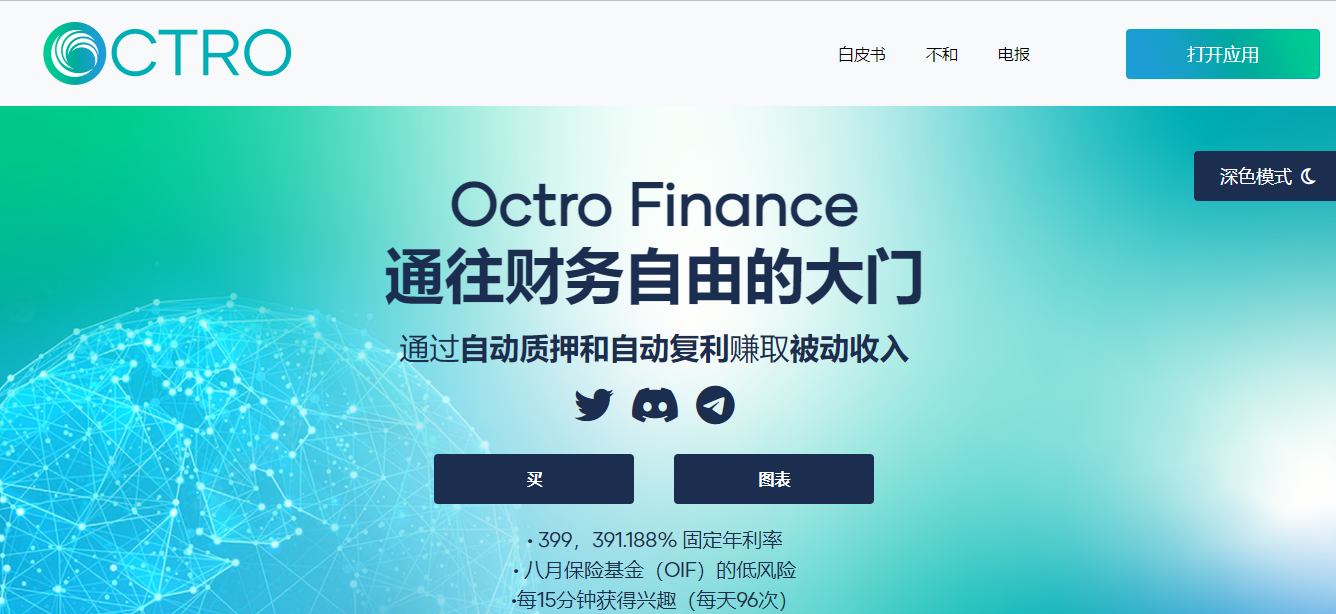 OCTRO
白皮书 不和 电报 打开应用
深色模式
Octro Finance
通往财务自由的大门
通过自动质押和自动复利赚取被动收入
买 图表
• 399，391.188% 固定年利率
• 八月保险基金（OIF）的低风险
•每15分钟获得兴趣（每天96次）